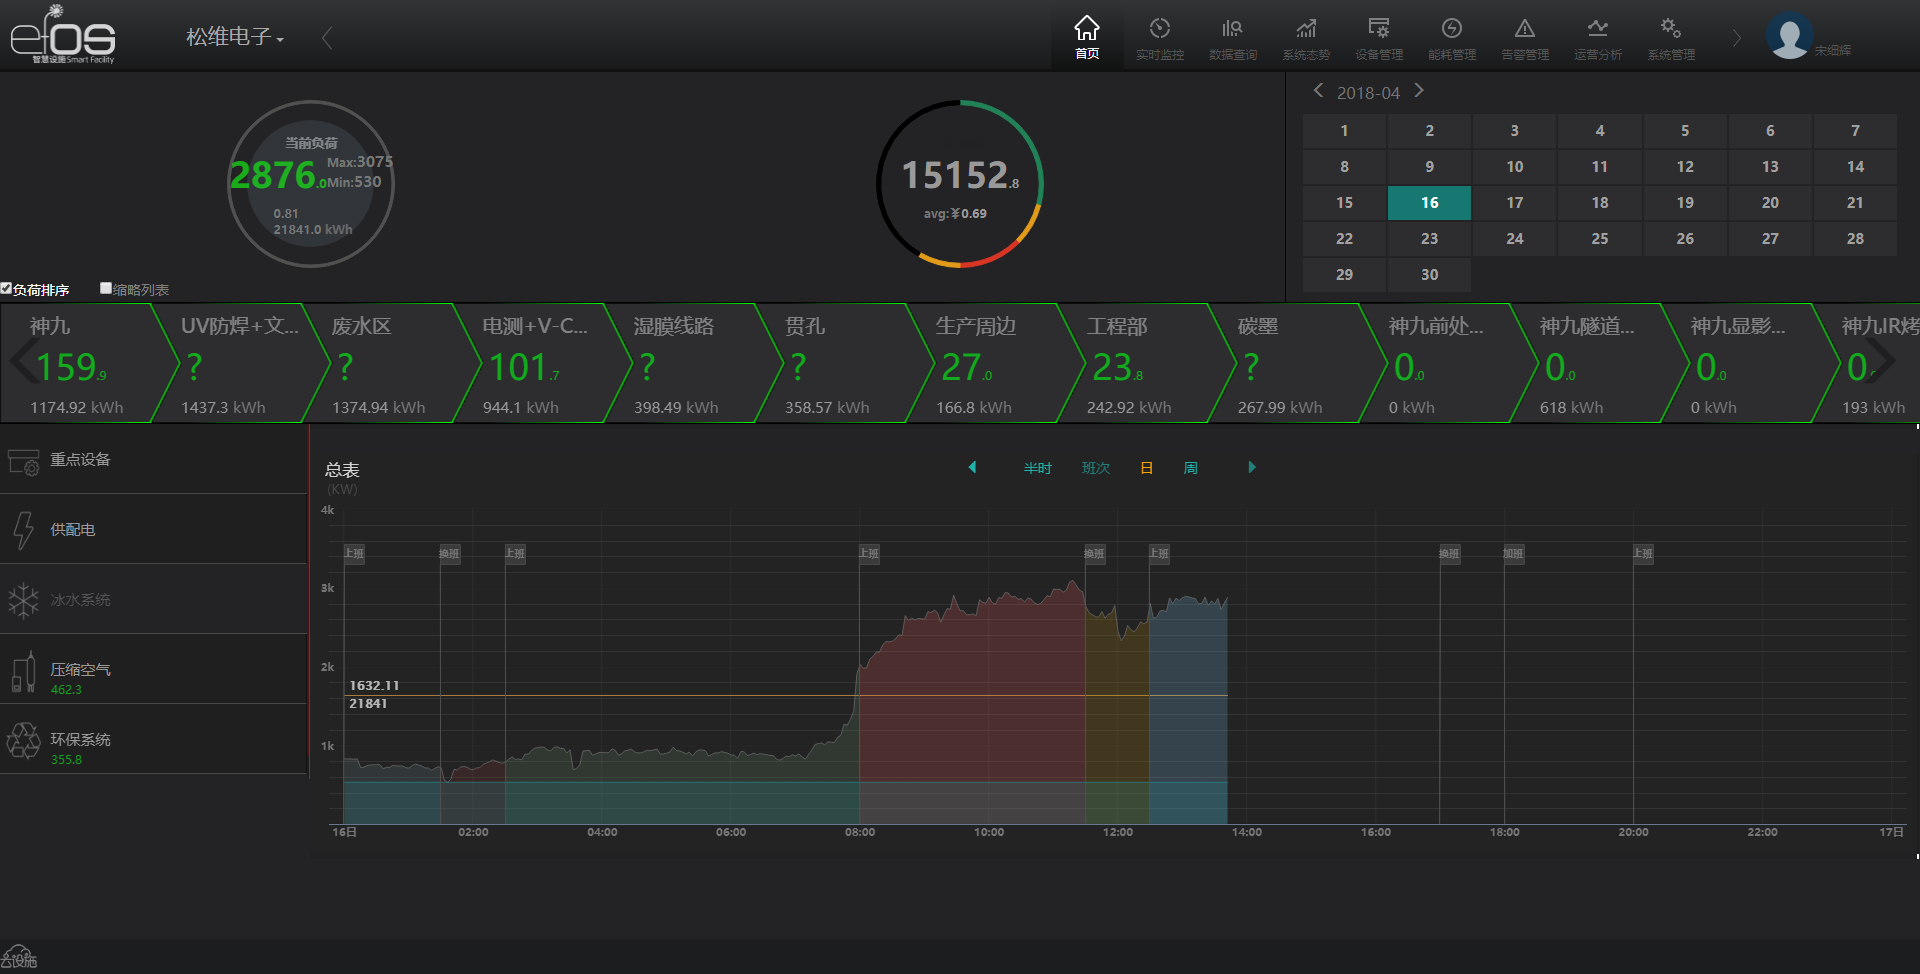 efOS
智慧设施Smart Facility
松维电子
首页
实时监控
数据查询
系统态势
设备管理
能耗管理
告警管理
运营分析
系统管理
宋细辉
当前负荷
2876.0
Max:3075
Min:530
0.81
21841.0 kWh
15152.8
avg:¥0.69
2018-04
1 2 3 4 5 6 7
8 9 10 11 12 13 14
15 16 17 18 19 20 21
22 23 24 25 26 27 28
29 30
负荷排序
缩略列表
神九
159.9
1174.92 kWh
UV防焊+文...
?
1437.3 kWh
废水区
?
1374.94 kWh
电测+V-C...
101.7
944.1 kWh
湿膜线路
?
398.49 kWh
贯孔
?
358.57 kWh
生产周边
27.0
166.8 kWh
工程部
23.8
242.92 kWh
碳墨
?
267.99 kWh
神九前处...
0.0
0 kWh
神九隧道...
0.0
618 kWh
神九显影...
0.0
0 kWh
神九IR烤
0.0
193 kWh
重点设备
供配电
冰水系统
压缩空气
462.3
环保系统
355.8
总表
(KW)
半时 班次 日 周
4k
3k
2k
1k
上班 换班 上班 上班 换班 上班 换班 加班 上班
1632.11
21841
16日 02:00 04:00 06:00 08:00 10:00 12:00 14:00 16:00 18:00 20:00 22:00 17日
云设施